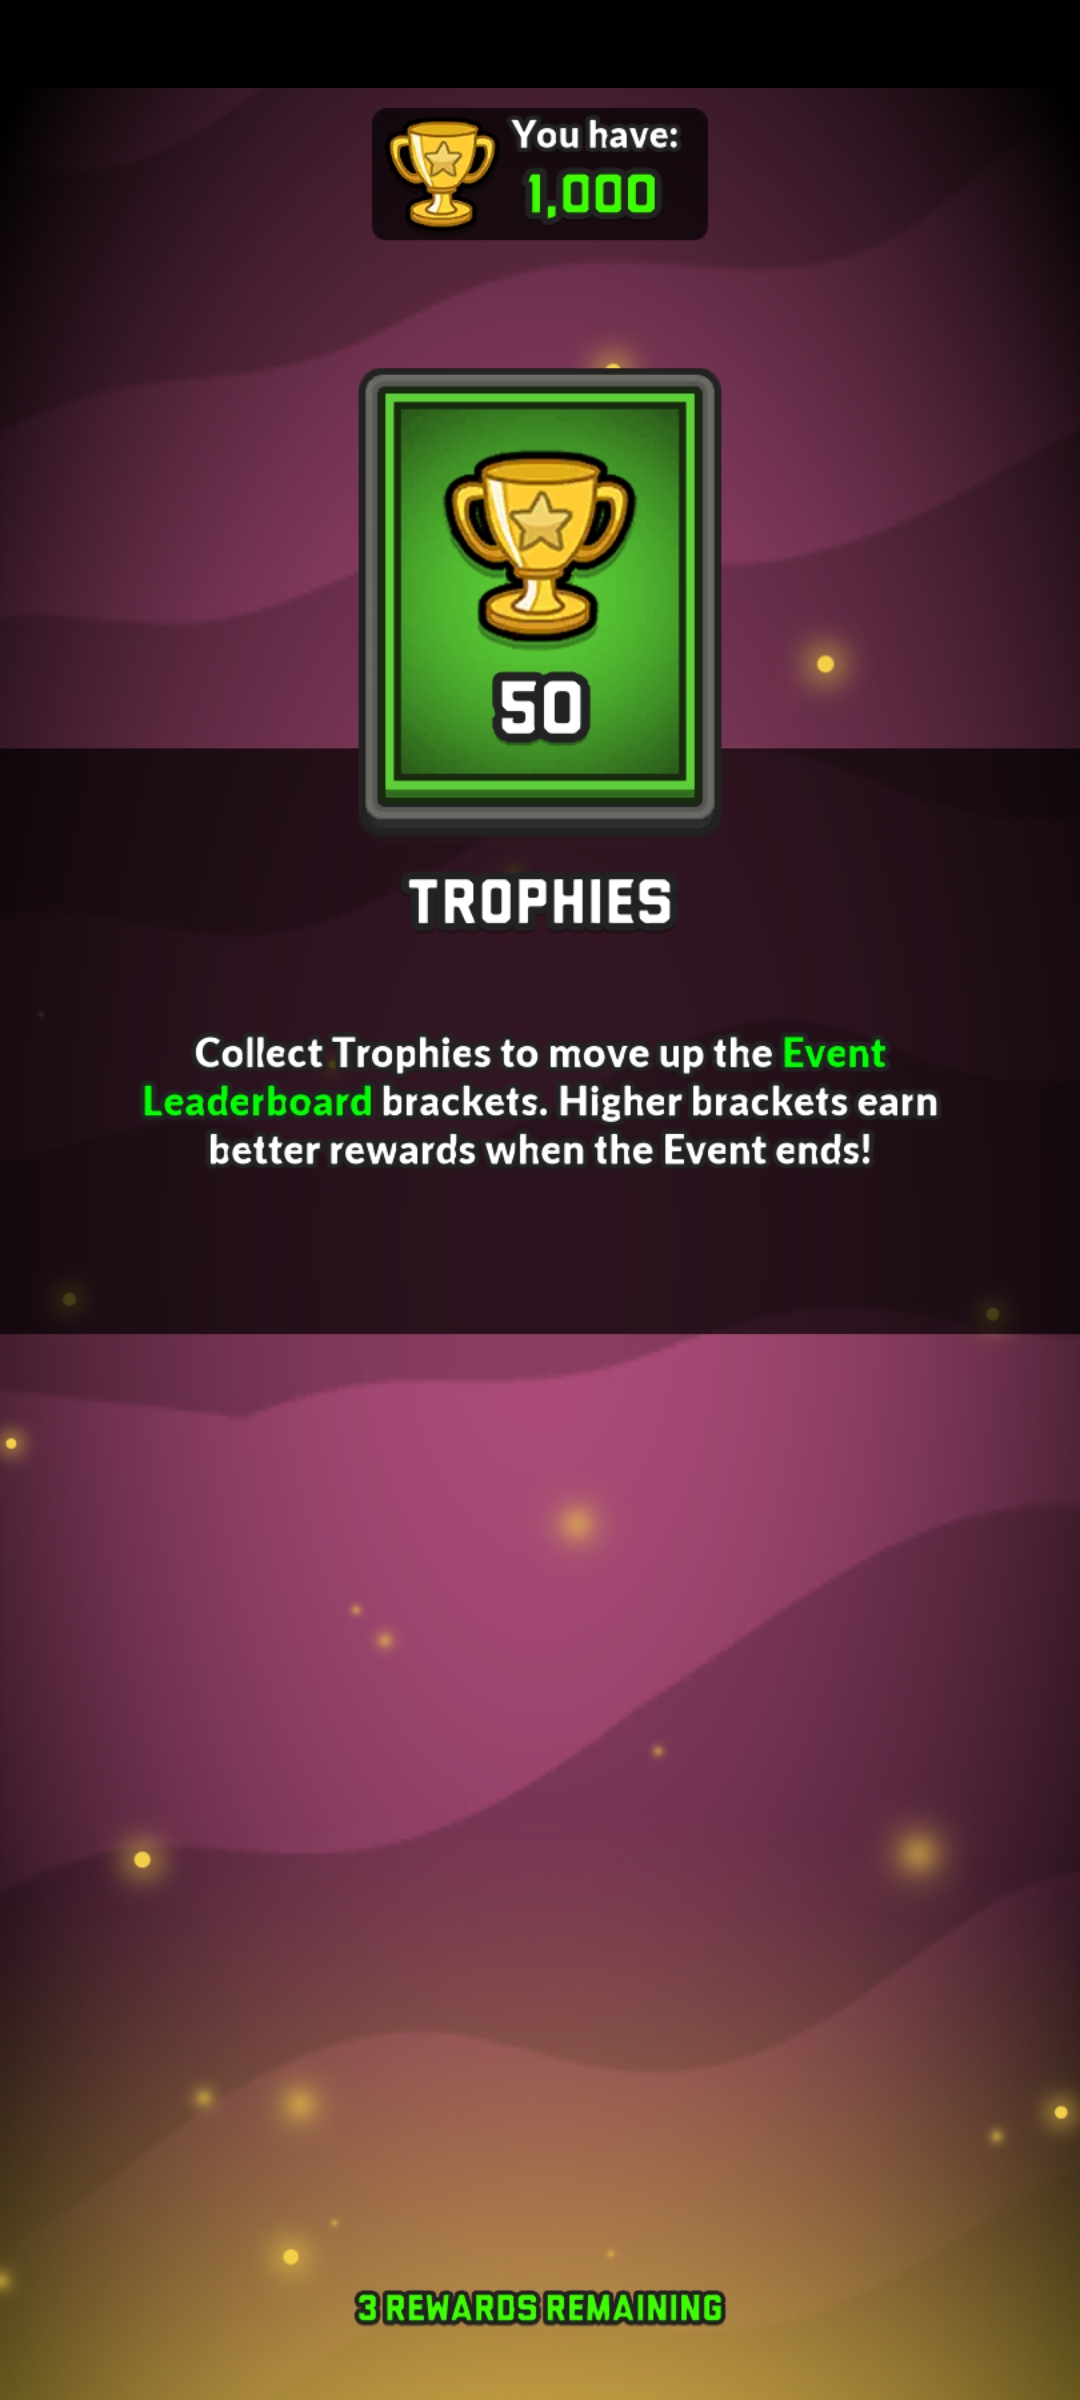 You have:
1,000
50
TROPHIES
Collect Trophies to move up the Event
Leaderboard brackets. Higher brackets earn
better rewards when the Event ends!
3 REWARDS REMAINING